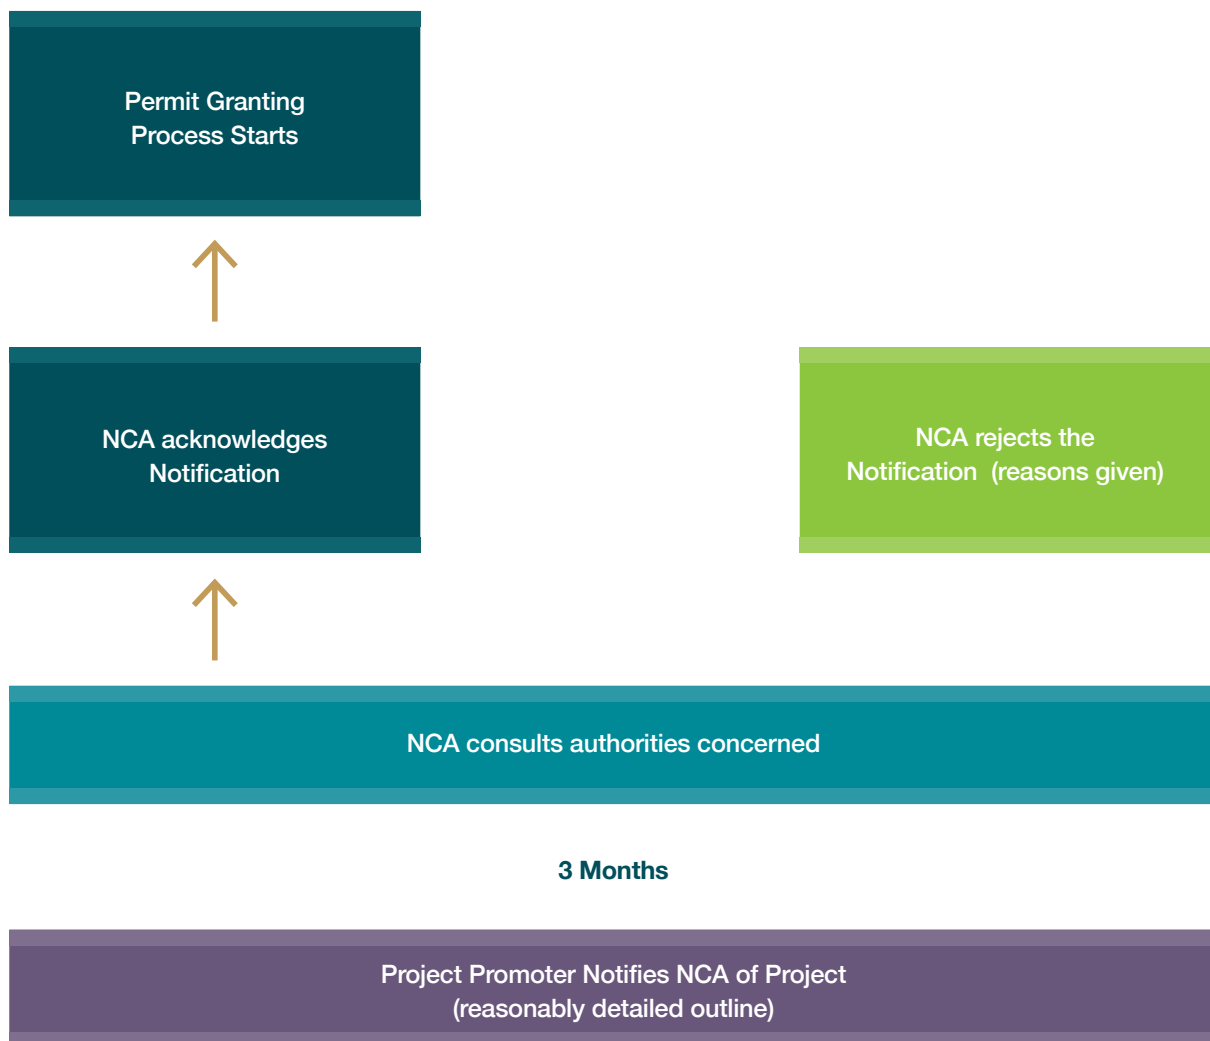 Permit Granting
Process Starts
NCA acknowledges
Notification
NCA rejects the
Notification  (reasons given)
NCA consults authorities concerned
3 Months
Project Promoter Notifies NCA of Project
(reasonably detailed outline)